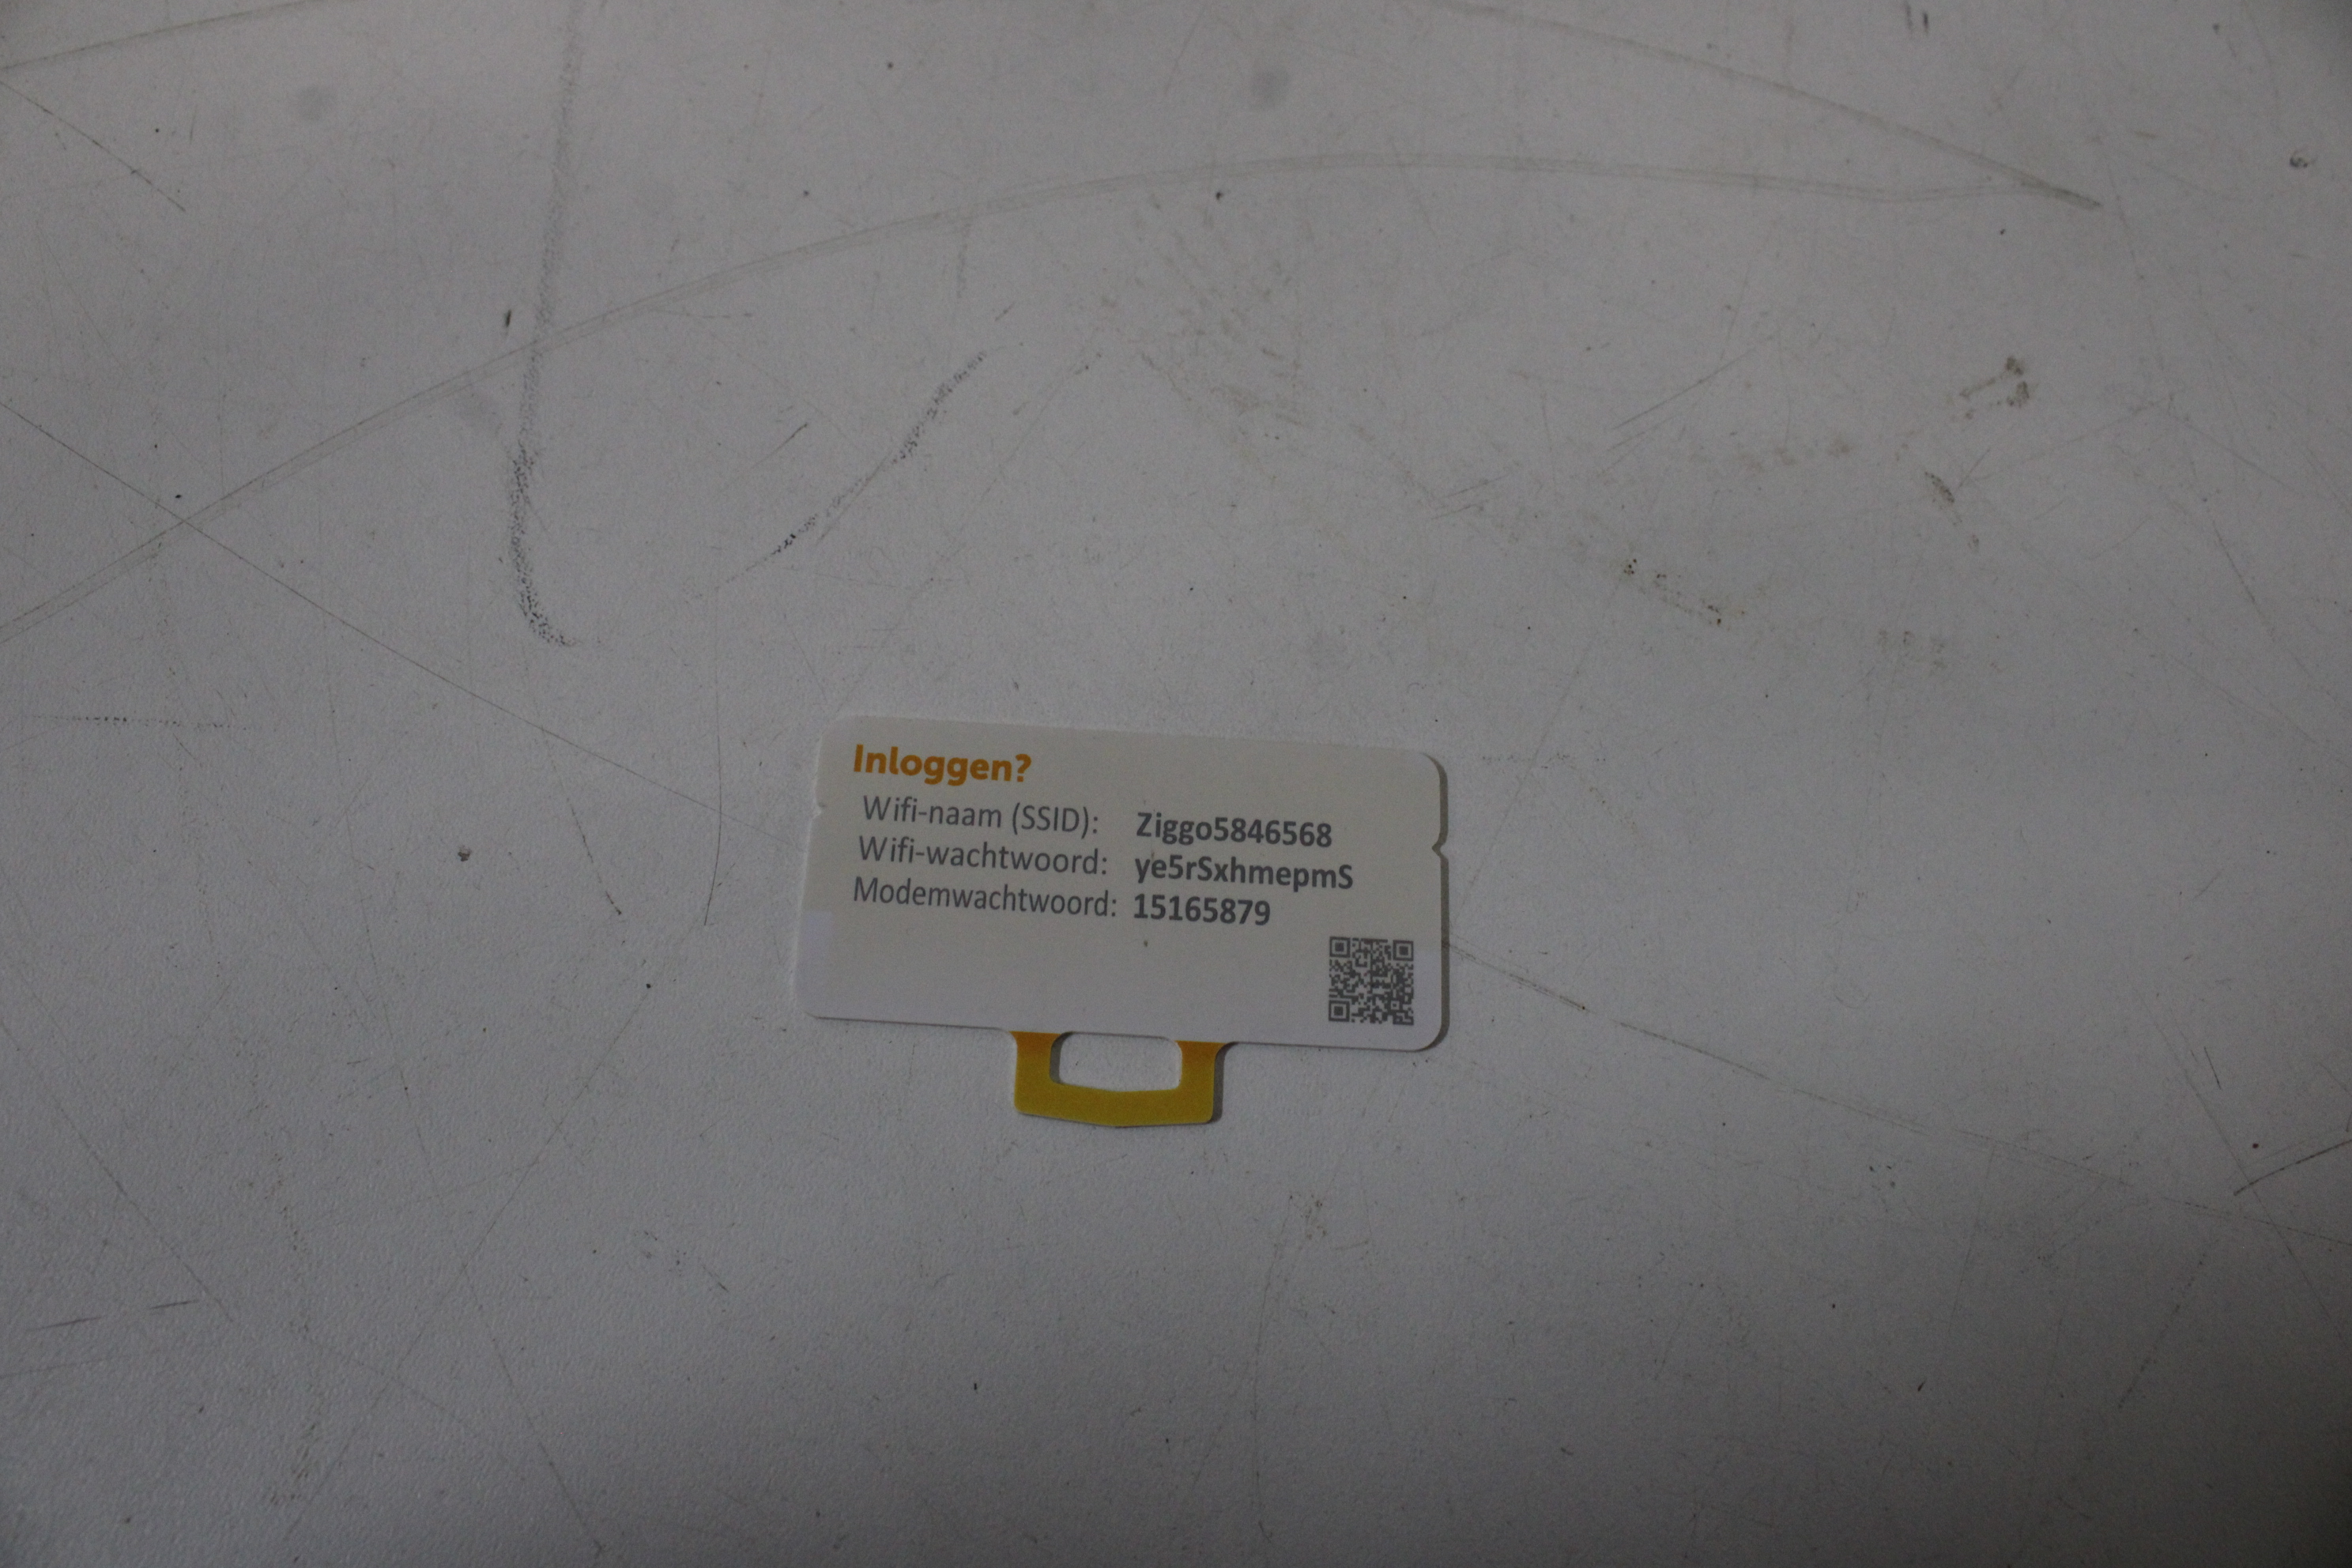 Inloggen?
Wifi-naam (SSID): Ziggo5846568
Wifi-wachtwoord: ye5rSxhmepmS
Modemwachtwoord: 15165879